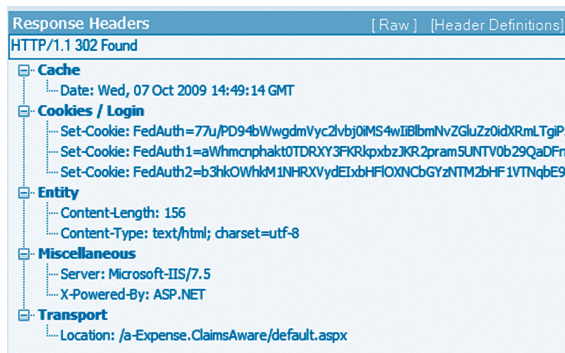 Response Headers [ Raw ] [Header Definitions]
HTTP/1.1 302 Found
Cache
Date: Wed, 07 Oct 2009 14:49:14 GMT
Cookies / Login
Set-Cookie: FedAuth=77u/PD94bWwgdmVyc2lvbj0iMS4wIiBlbmNvZGluZz0idXRmLTgiP
Set-Cookie: FedAuth1=aWhmcnphakt0TDRXY3FKRkpxbzJKR2pram5UNTV0b29QaDFn
Set-Cookie: FedAuth2=b3hkOWhkM1NHRXVydEIxbHFlOXNCbGYzNTM2bHF1VTNqbE9
Entity
Content-Length: 156
Content-Type: text/html; charset=utf-8
Miscellaneous
Server: Microsoft-IIS/7.5
X-Powered-By: ASP.NET
Transport
Location: /a-Expense.ClaimsAware/default.aspx